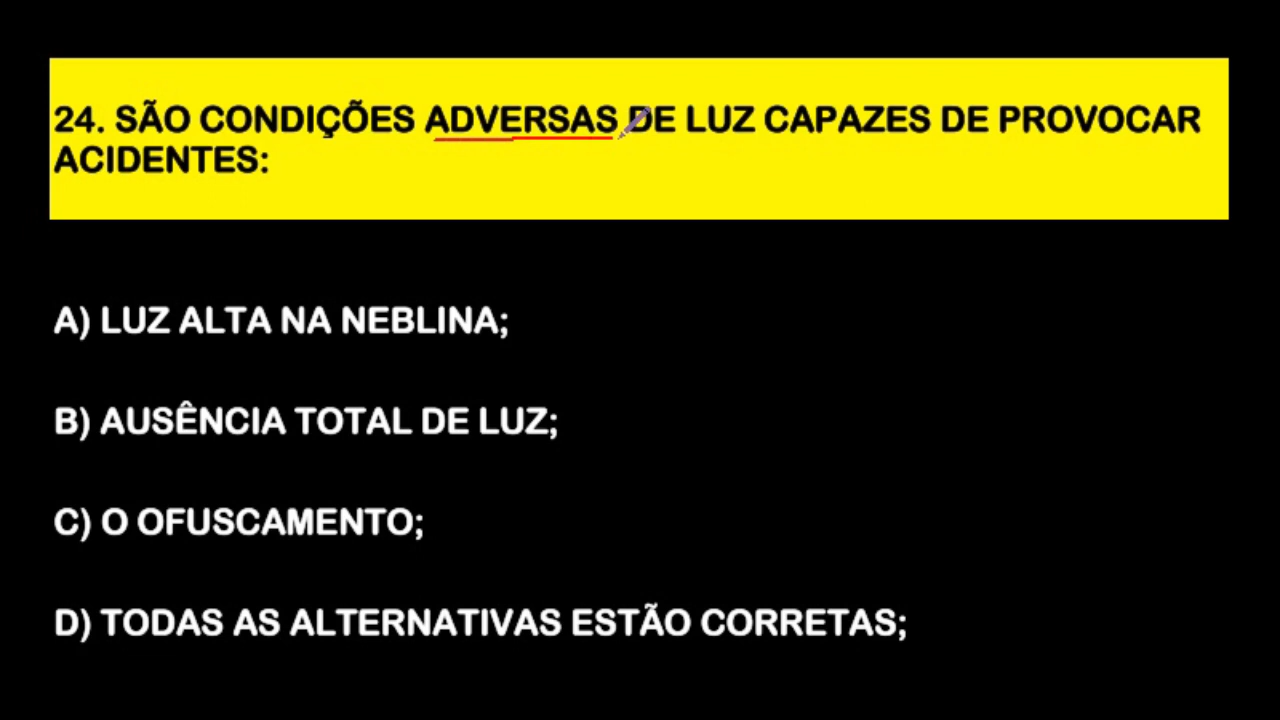 24. SÃO CONDIÇÕES ADVERSAS DE LUZ CAPAZES DE PROVOCAR
ACIDENTES:
A) LUZ ALTA NA NEBLINA;
B) AUSÊNCIA TOTAL DE LUZ;
C) O OFUSCAMENTO;
D) TODAS AS ALTERNATIVAS ESTÃO CORRETAS;